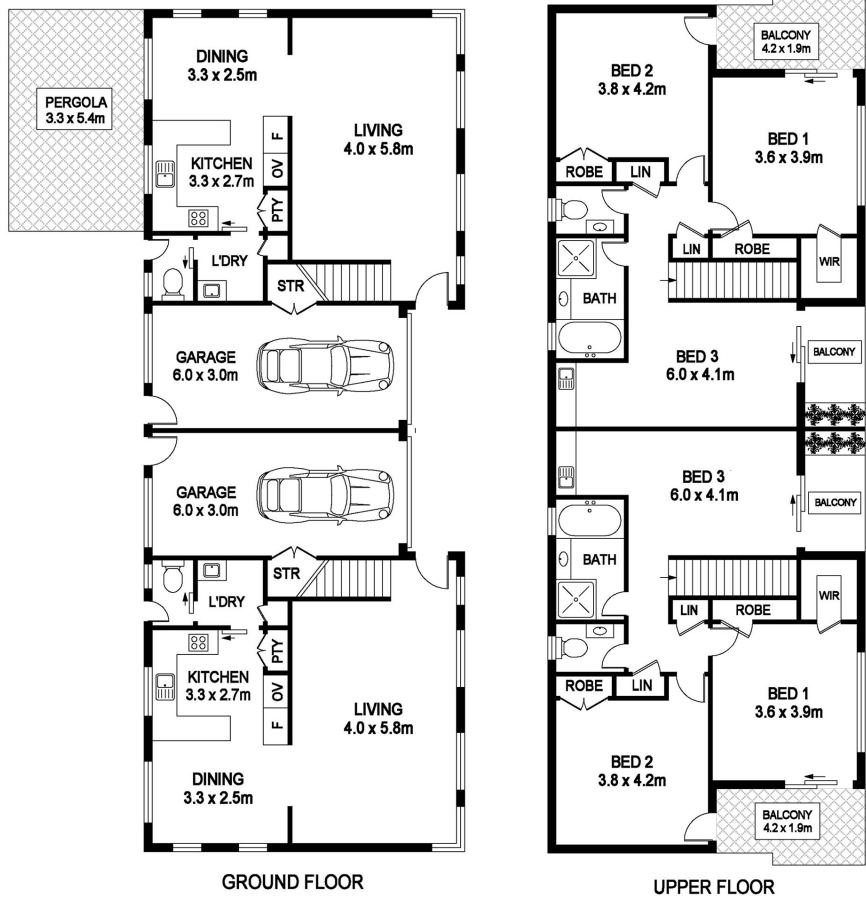 DINING
3.3 x 2.5m
PERGOLA
3.3 x 5.4m
LIVING
4.0 x 5.8m
KITCHEN
3.3 x 2.7m
F
OV
PTY
L'DRY
STR
GARAGE
6.0 x 3.0m
GARAGE
6.0 x 3.0m
STR
L'DRY
PTY
KITCHEN
3.3 x 2.7m
OV
F
LIVING
4.0 x 5.8m
DINING
3.3 x 2.5m
GROUND FLOOR
BALCONY
4.2 x 1.9m
BED 2
3.8 x 4.2m
BED 1
3.6 x 3.9m
ROBE
LIN
LIN
ROBE
WIR
BATH
BED 3
6.0 x 4.1m
BALCONY
BED 3
6.0 x 4.1m
BALCONY
BATH
WIR
LIN
ROBE
ROBE
LIN
BED 1
3.6 x 3.9m
BED 2
3.8 x 4.2m
BALCONY
4.2 x 1.9m
UPPER FLOOR